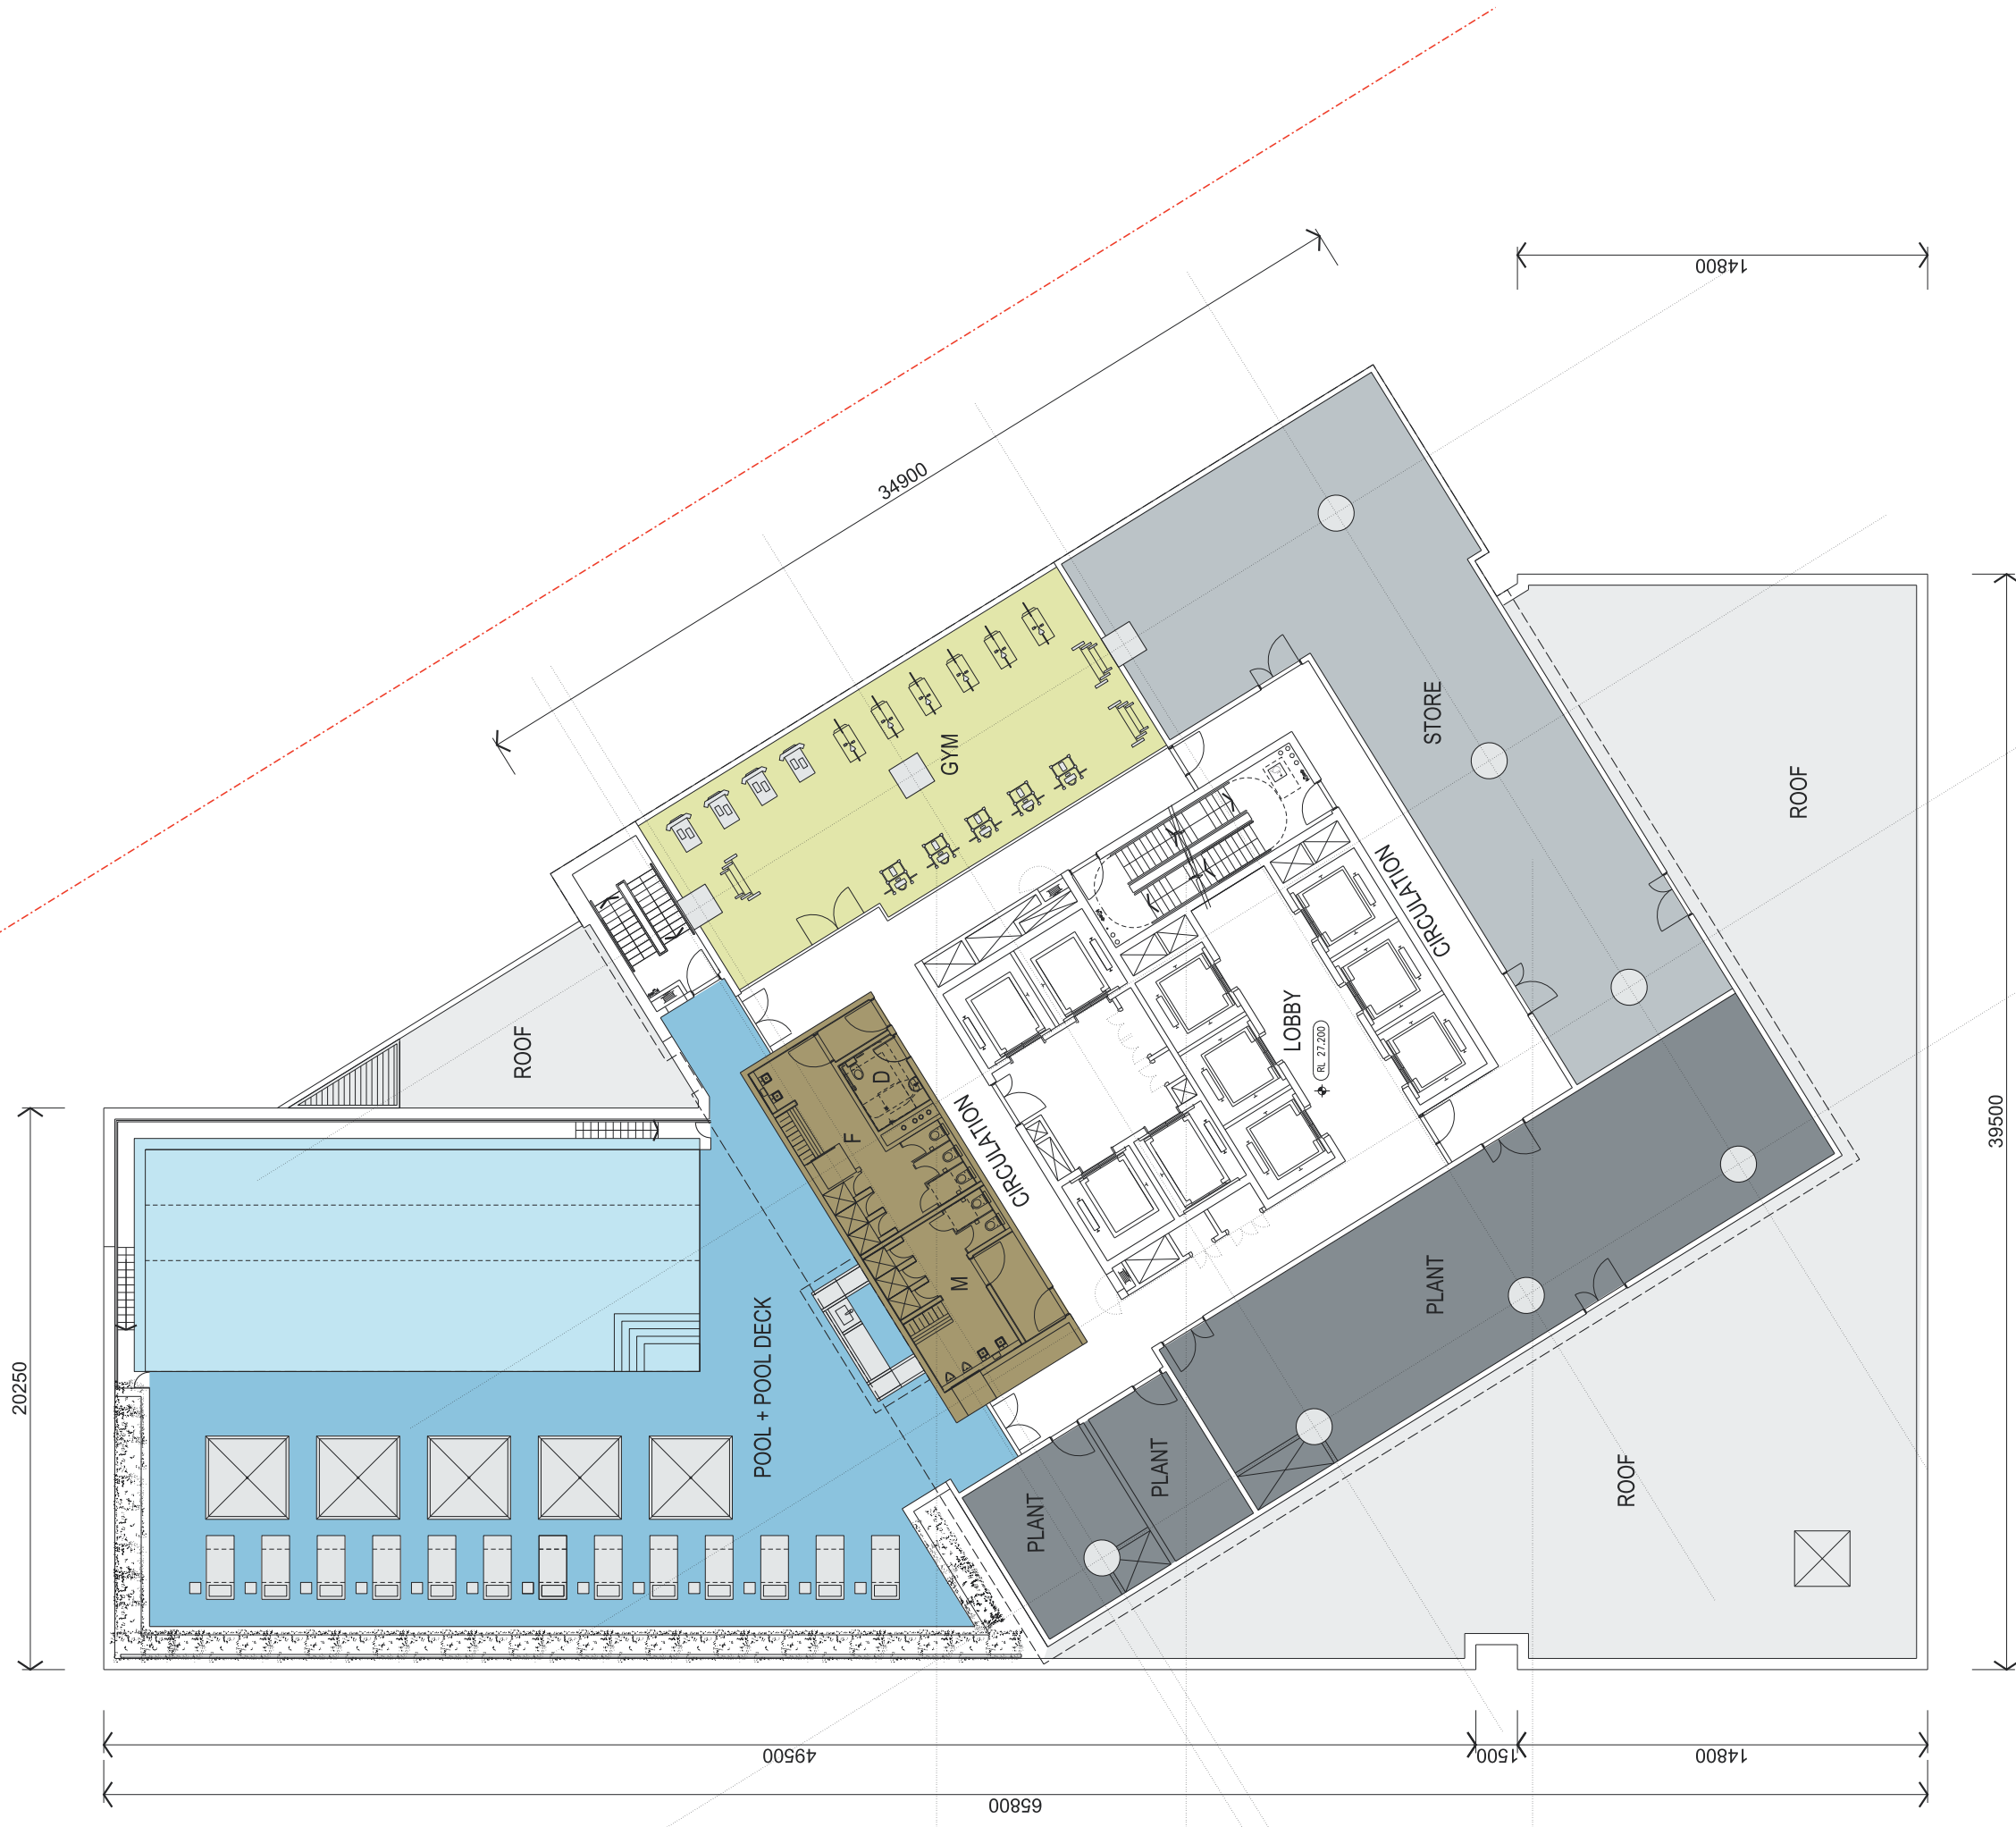 14800
34900
GYM
STORE
ROOF
CIRCULATION
LOBBY
RL 27.200
ROOF
D
F
CIRCULATION
M
39500
20250
POOL + POOL DECK
PLANT
PLANT
PLANT
ROOF
49500
1500
14800
65800